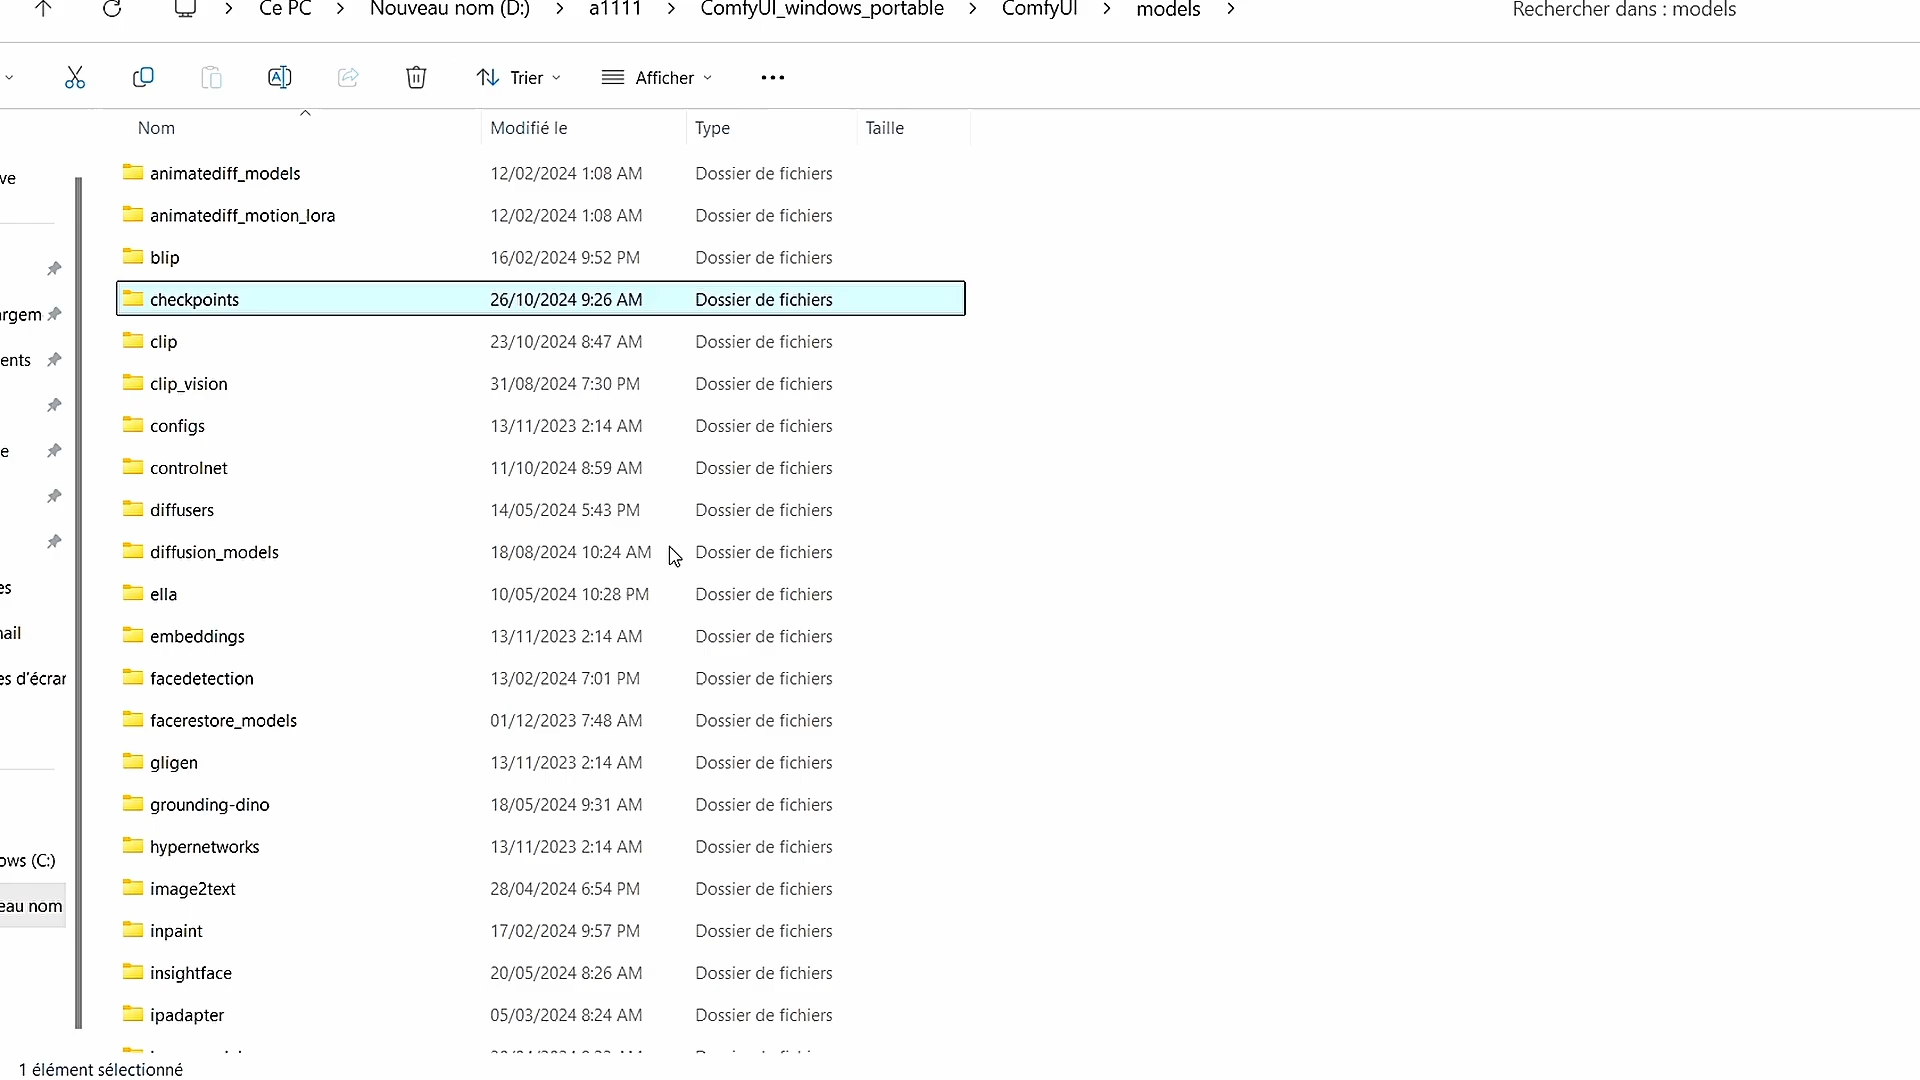 Ce PC > Nouveau nom (D:) > a1111 > ComfyUI_windows_portable > ComfyUI > models >
Rechercher dans : models
Trier
Afficher
Nom Modifié le Type Taille
animatediff_models 12/02/2024 1:08 AM Dossier de fichiers
animatediff_motion_lora 12/02/2024 1:08 AM Dossier de fichiers
blip 16/02/2024 9:52 PM Dossier de fichiers
checkpoints 26/10/2024 9:26 AM Dossier de fichiers
clip 23/10/2024 8:47 AM Dossier de fichiers
clip_vision 31/08/2024 7:30 PM Dossier de fichiers
configs 13/11/2023 2:14 AM Dossier de fichiers
controlnet 11/10/2024 8:59 AM Dossier de fichiers
diffusers 14/05/2024 5:43 PM Dossier de fichiers
diffusion_models 18/08/2024 10:24 AM Dossier de fichiers
ella 10/05/2024 10:28 PM Dossier de fichiers
embeddings 13/11/2023 2:14 AM Dossier de fichiers
facedetection 13/02/2024 7:01 PM Dossier de fichiers
facerestore_models 01/12/2023 7:48 AM Dossier de fichiers
gligen 13/11/2023 2:14 AM Dossier de fichiers
grounding-dino 18/05/2024 9:31 AM Dossier de fichiers
hypernetworks 13/11/2023 2:14 AM Dossier de fichiers
image2text 28/04/2024 6:54 PM Dossier de fichiers
inpaint 17/02/2024 9:57 PM Dossier de fichiers
insightface 20/05/2024 8:26 AM Dossier de fichiers
ipadapter 05/03/2024 8:24 AM Dossier de fichiers
ve
argem
ents
e
es
ail
es d'écrar
ows (C:)
eau nom
1 élément sélectionné